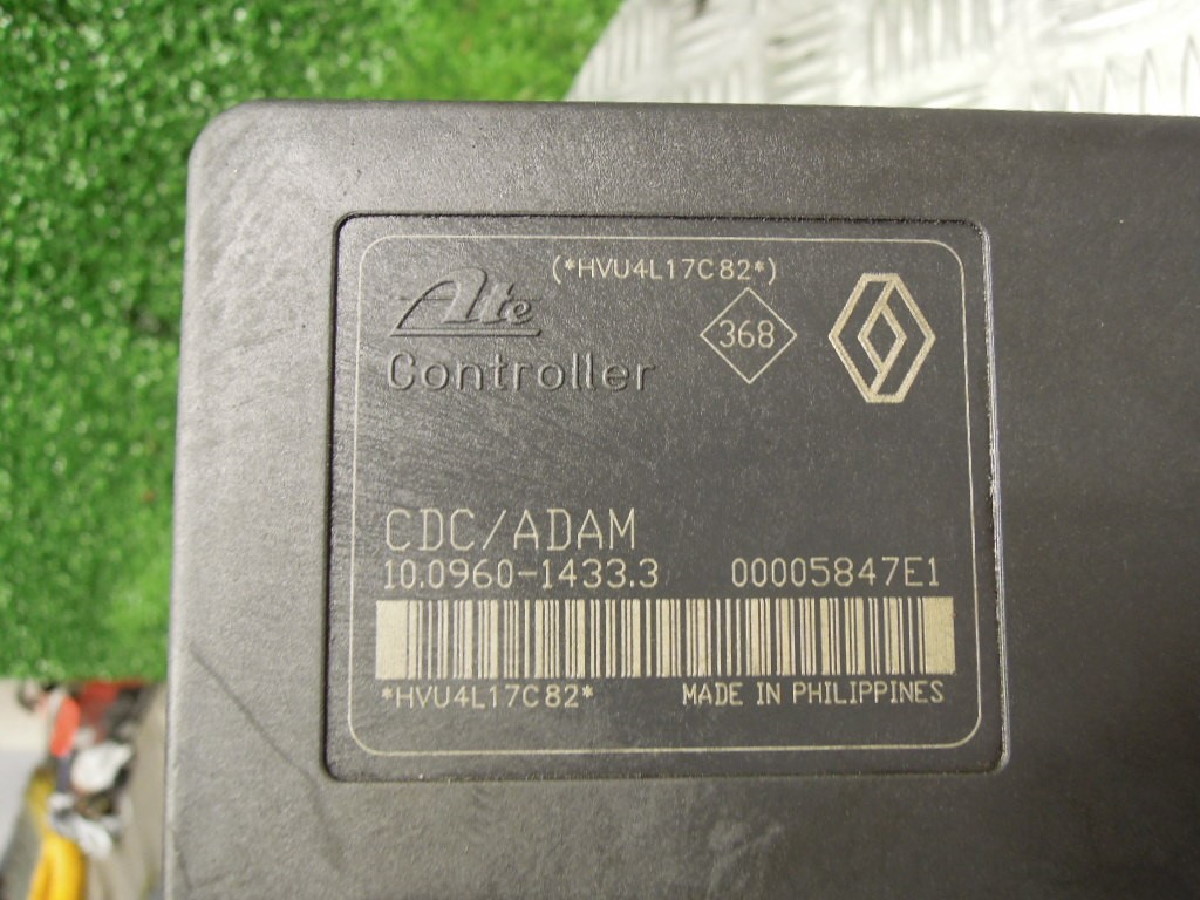 (*HVU4L17C82*)
Ate
368
Controller
CDC/ADAM
10.0960-1433.3 00005847E1
*HVU4L17C82* MADE IN PHILIPPINES